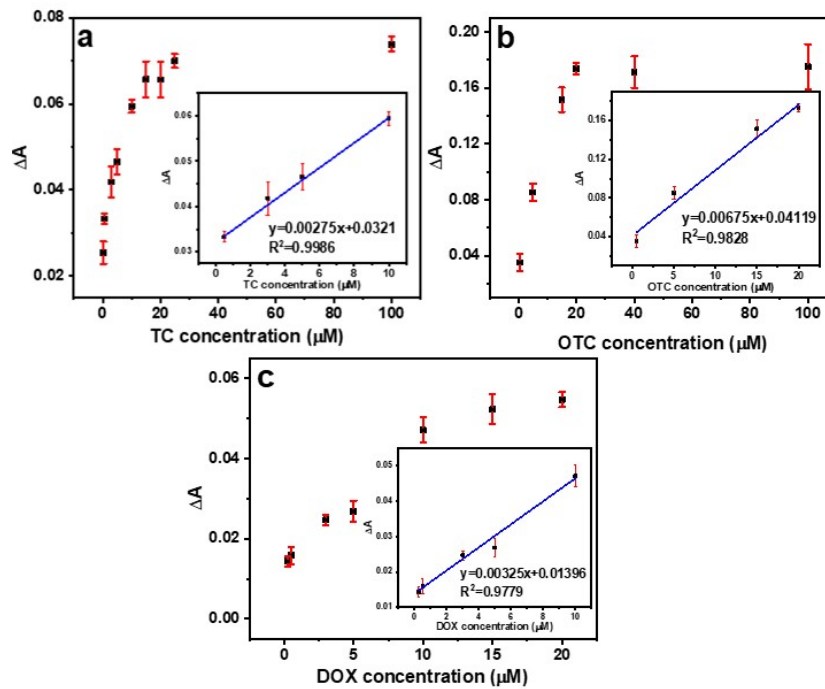 a
0.08
0.06
0.04
0.02
ΔA
0 20 40 60 80 100
TC concentration (μM)
0.06
0.05
0.04
0.03
ΔA
y=0.00275x+0.0321
R²=0.9986
0 2 4 6 8 10
TC concentration (μM)
b
0.20
0.16
0.12
0.08
0.04
ΔA
0 20 40 60 80 100
OTC concentration (μM)
0.16
0.12
0.08
0.04
ΔA
y=0.00675x+0.04119
R²=0.9828
0 5 10 15 20
OTC concentration (μM)
c
0.06
0.04
0.02
0.00
ΔA
0 5 10 15 20
DOX concentration (μM)
0.05
0.04
0.03
0.02
0.01
ΔA
y=0.00325x+0.01396
R²=0.9779
0 2 4 6 8 10
DOX concentration (μM)